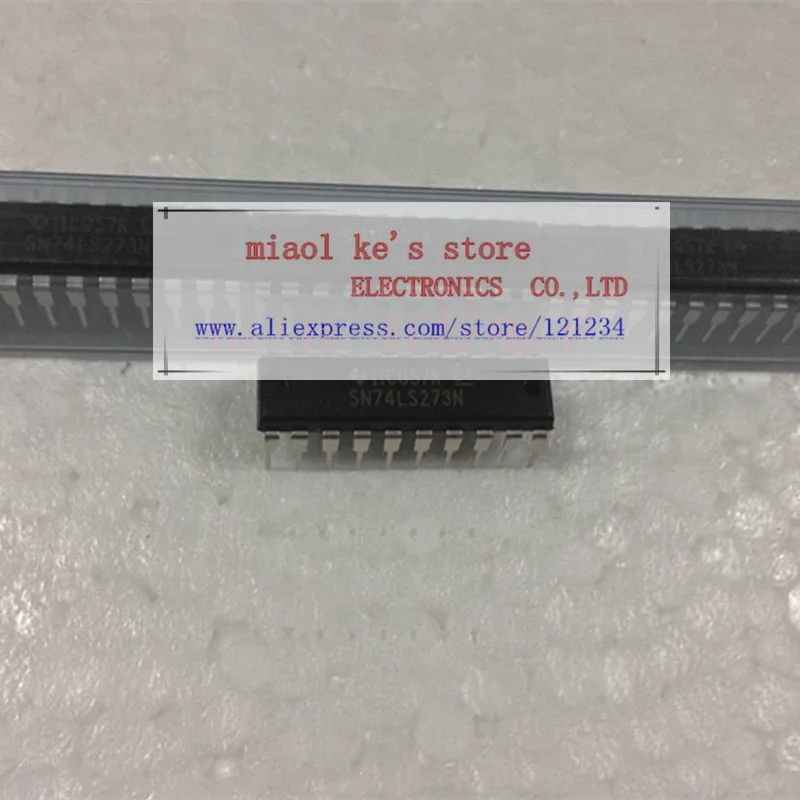 miaol ke's store
ELECTRONICS CO.,LTD
www.aliexpress.com/store/121234
SN74LS273N
SN74LS273N